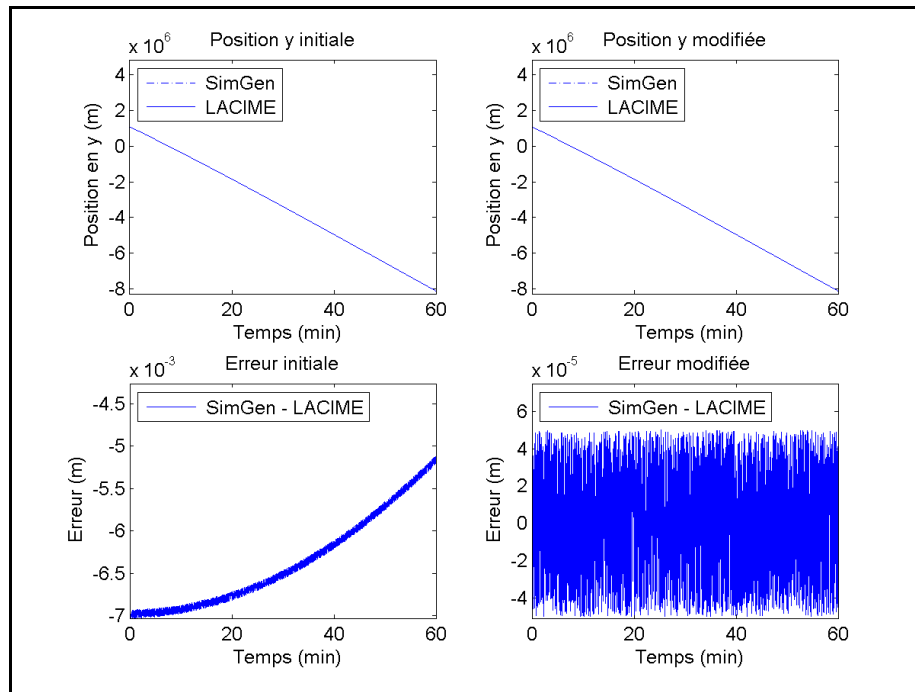 x 10^6
Position y initiale
SimGen
LACIME
Position en y (m)
4
2
0
-2
-4
-6
-8
0
20
40
60
Temps (min)
x 10^6
Position y modifiée
SimGen
LACIME
Position en y (m)
4
2
0
-2
-4
-6
-8
0
20
40
60
Temps (min)
x 10^-3
Erreur initiale
SimGen - LACIME
Erreur (m)
-4.5
-5
-5.5
-6
-6.5
-7
0
20
40
60
Temps (min)
x 10^-5
Erreur modifiée
SimGen - LACIME
Erreur (m)
6
4
2
0
-2
-4
0
20
40
60
Temps (min)